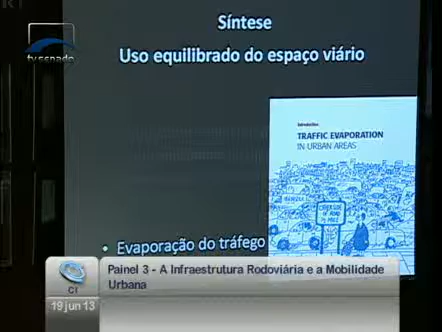 tv senado
Síntese
Uso equilibrado do espaço viário
Introduction
TRAFFIC EVAPORATION
IN URBAN AREAS
• Evaporação do tráfego
Painel 3 - A Infraestrutura Rodoviária e a Mobilidade
Urbana
CI
19 jun 13